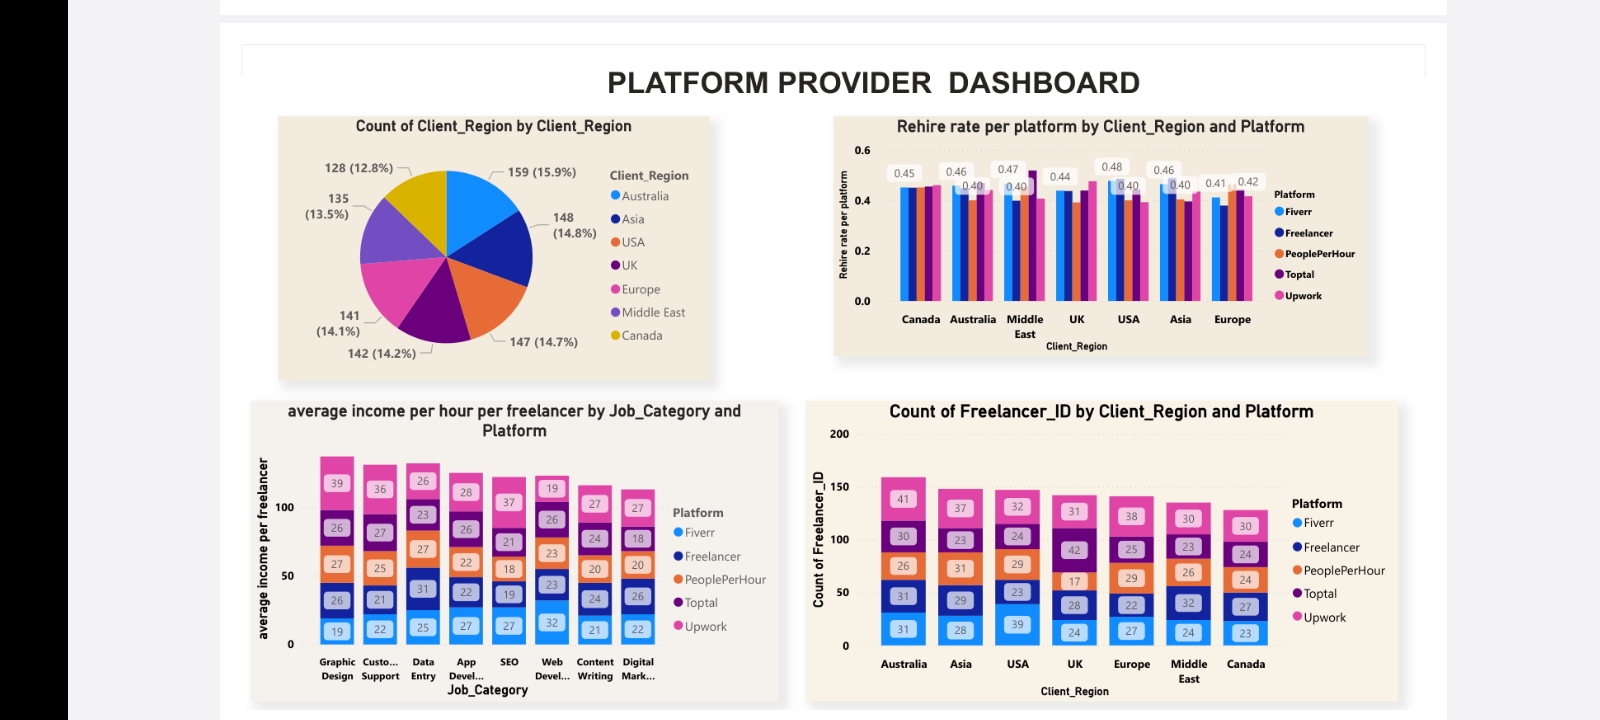 PLATFORM PROVIDER  DASHBOARD
Count of Client_Region by Client_Region
128 (12.8%)
159 (15.9%)
135
(13.5%)
148
(14.8%)
141
(14.1%)
142 (14.2%)
147 (14.7%)
Client_Region
Australia
Asia
USA
UK
Europe
Middle East
Canada
Rehire rate per platform by Client_Region and Platform
Rehire rate per platform
0.6
0.4
0.2
0.0
0.45
0.46
0.40
0.47
0.40
0.44
0.48
0.40
0.46
0.40
0.41
0.42
Canada
Australia
Middle
East
UK
USA
Asia
Europe
Client_Region
Platform
Fiverr
Freelancer
PeoplePerHour
Toptal
Upwork
average income per hour per freelancer by Job_Category and
Platform
average income per freelancer
100
50
0
39 36 26 28 37 19 27 27
26 27 23 26 21 26 24 18
27 25 27 22 18 23 20 20
26 21 31 22 19 23 24 26
19 22 25 27 27 32 21 22
Graphic Custo... Data App SEO Web Content Digital
Design Support Entry Devel... Devel... Writing Mark...
Job_Category
Platform
Fiverr
Freelancer
PeoplePerHour
Toptal
Upwork
Count of Freelancer_ID by Client_Region and Platform
Count of Freelancer_ID
200
150
100
50
0
41 37 32 31 38 30 30
30 23 24 42 25 23 24
26 31 29 17 29 26 24
31 29 23 28 22 32 27
31 28 39 24 27 24 23
Australia Asia USA UK Europe Middle Canada
East
Client_Region
Platform
Fiverr
Freelancer
PeoplePerHour
Toptal
Upwork